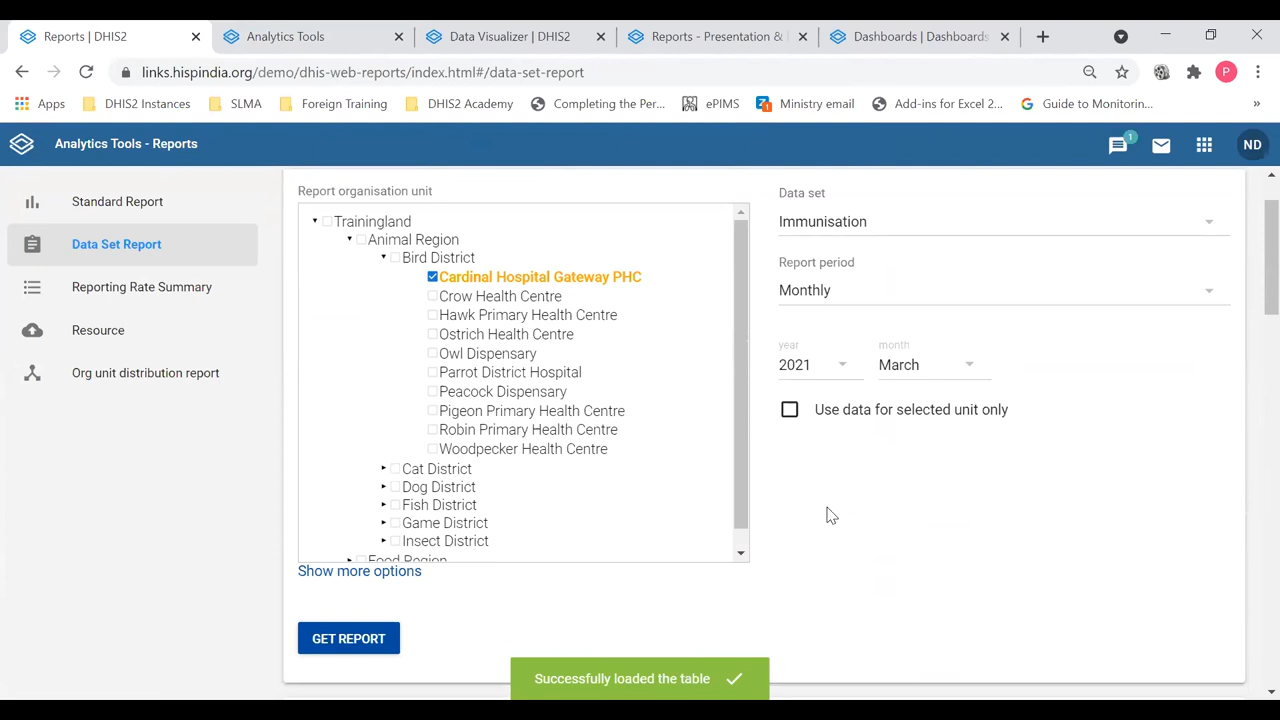 Reports | DHIS2
Analytics Tools
Data Visualizer | DHIS2
Reports - Presentation &
Dashboards | Dashboards
links.hispindia.org/demo/dhis-web-reports/index.html#/data-set-report
P
Apps
DHIS2 Instances
SLMA
Foreign Training
DHIS2 Academy
Completing the Per...
ePIMS
Ministry email
Add-ins for Excel 2...
Guide to Monitorin...
»
Analytics Tools - Reports
1
ND
Standard Report
Data Set Report
Reporting Rate Summary
Resource
Org unit distribution report
Report organisation unit
Trainingland
Animal Region
Bird District
Cardinal Hospital Gateway PHC
Crow Health Centre
Hawk Primary Health Centre
Ostrich Health Centre
Owl Dispensary
Parrot District Hospital
Peacock Dispensary
Pigeon Primary Health Centre
Robin Primary Health Centre
Woodpecker Health Centre
Cat District
Dog District
Fish District
Game District
Insect District
Food Region
Show more options
GET REPORT
Data set
Immunisation
Report period
Monthly
year
2021
month
March
Use data for selected unit only
Successfully loaded the table